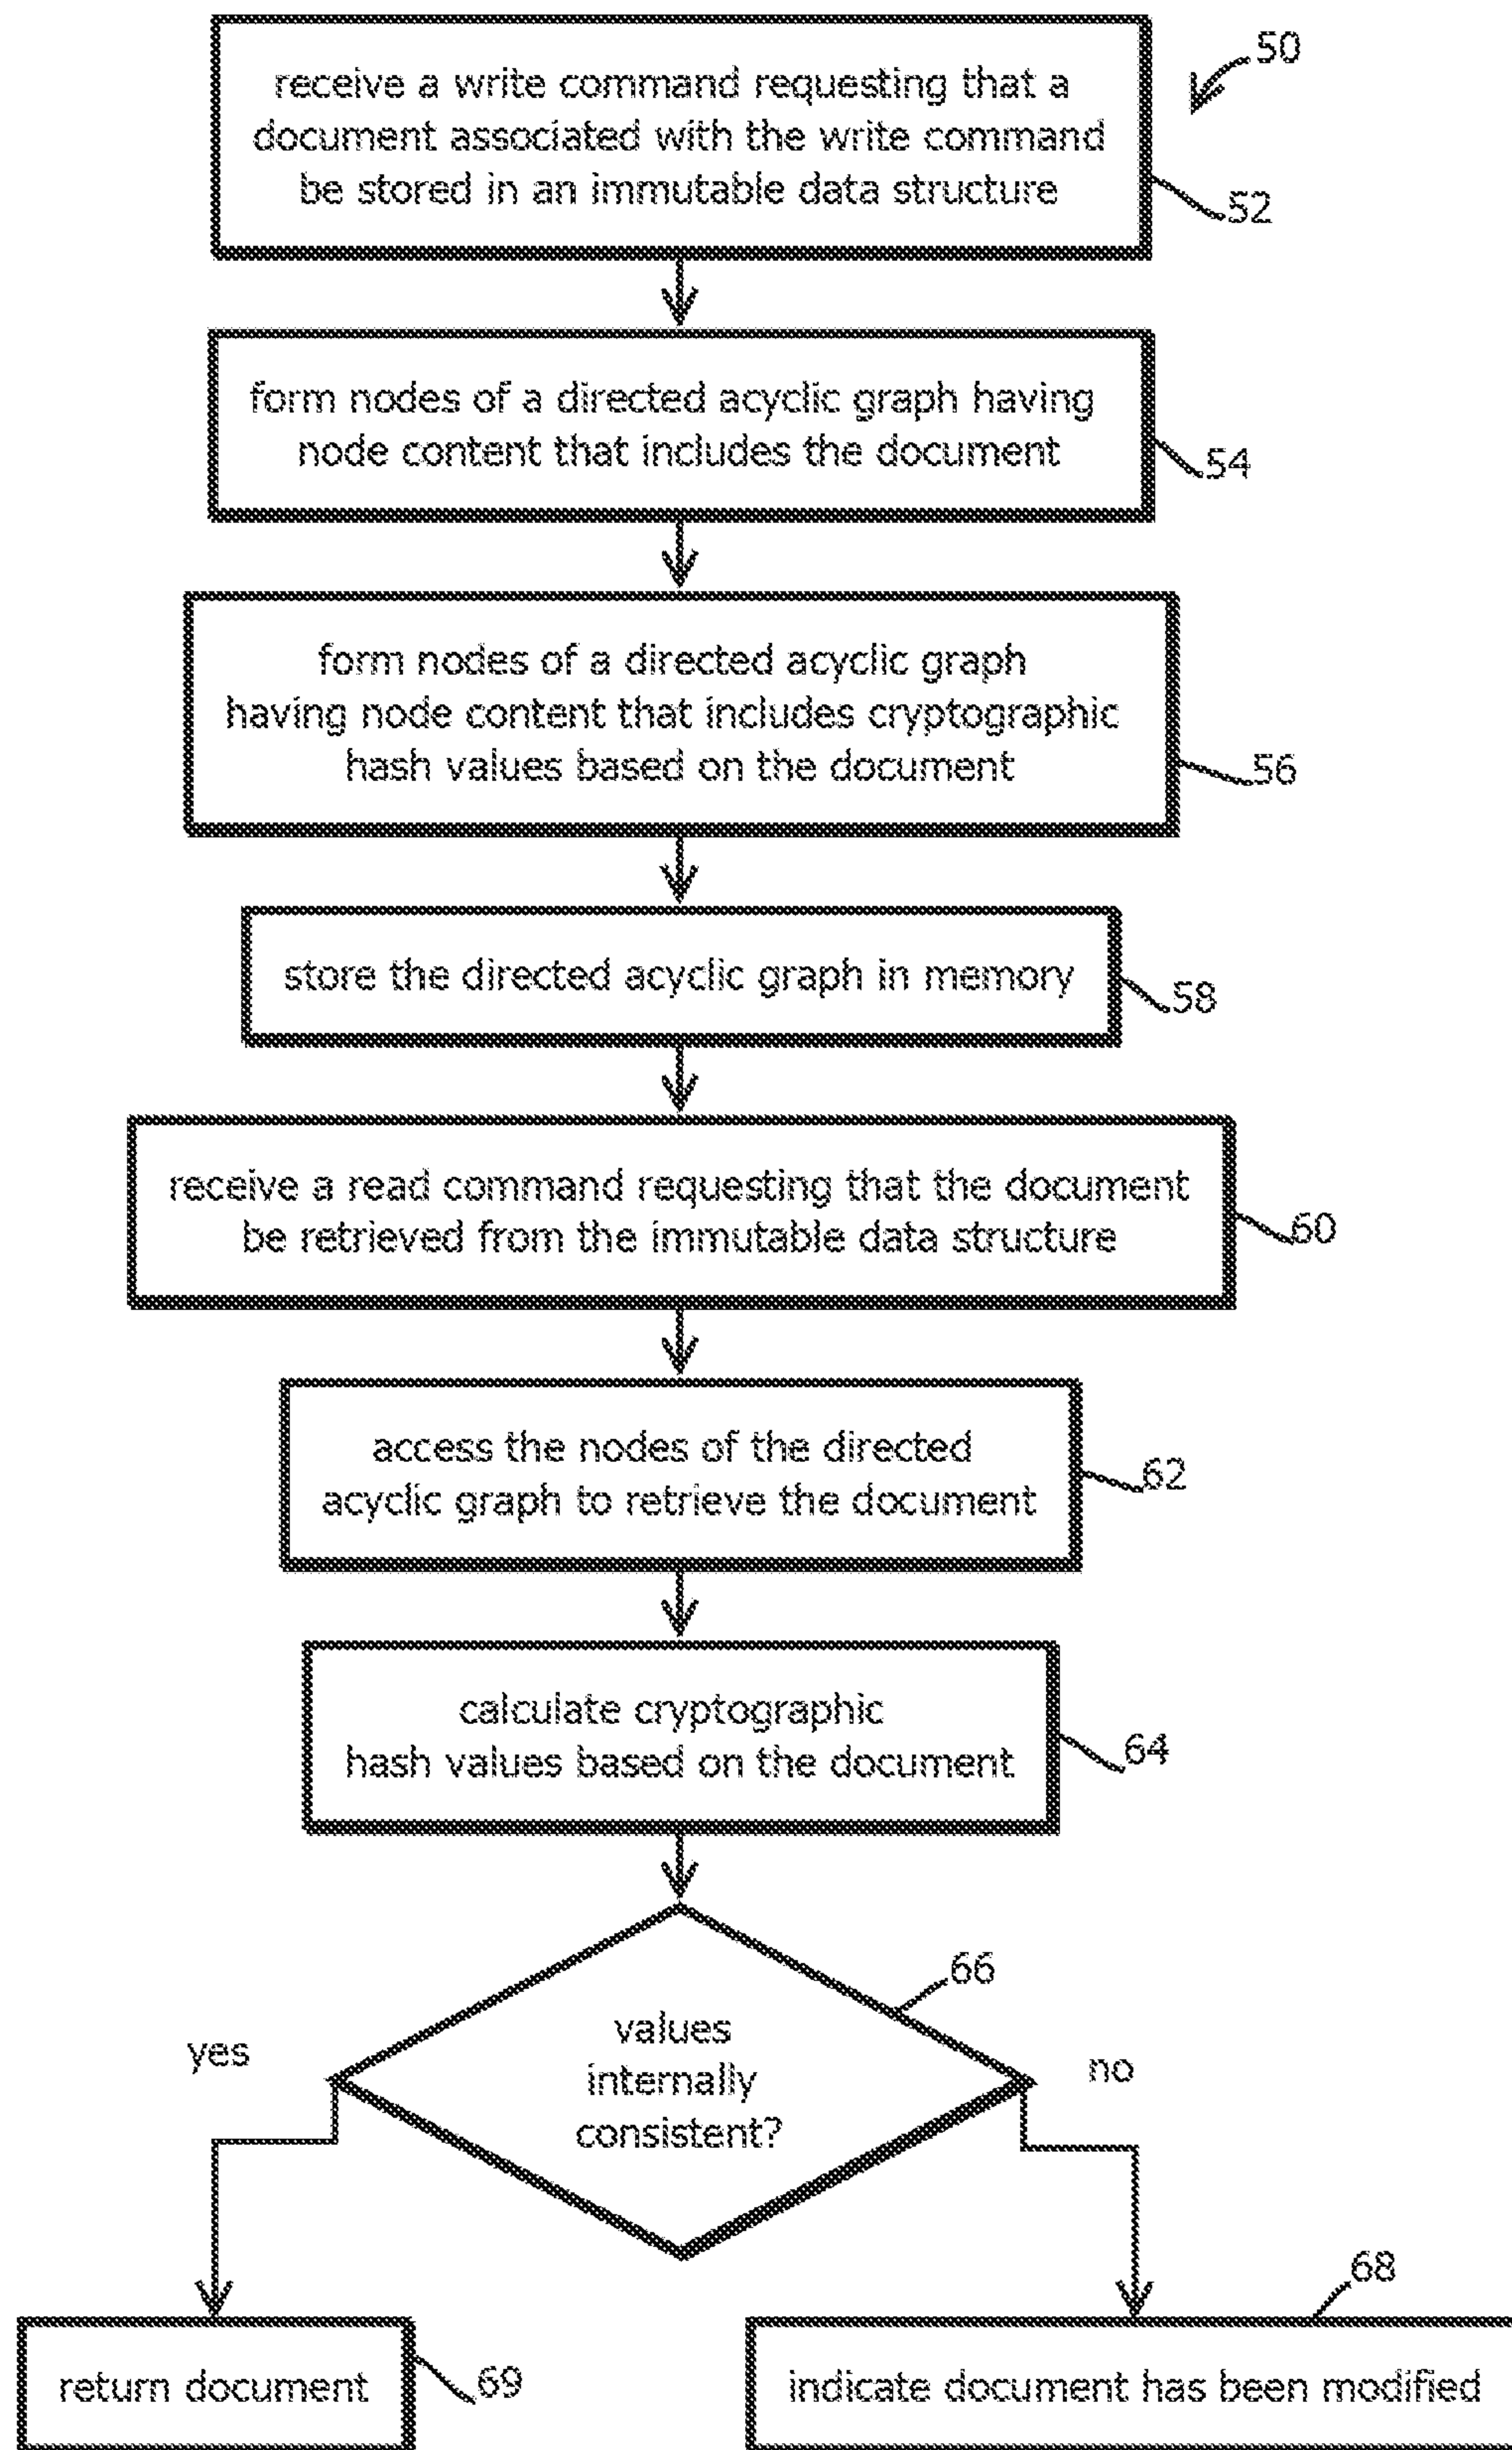 50
receive a write command requesting that a
document associated with the write command
be stored in an immutable data structure
52
form nodes of a directed acyclic graph having
node content that includes the document
54
form nodes of a directed acyclic graph
having node content that includes cryptographic
hash values based on the document
56
store the directed acyclic graph in memory
58
receive a read command requesting that the document
be retrieved from the immutable data structure
60
access the nodes of the directed
acyclic graph to retrieve the document
62
calculate cryptographic
hash values based on the document
64
66
values
internally
consistent?
yes
no
68
return document
69
indicate document has been modified